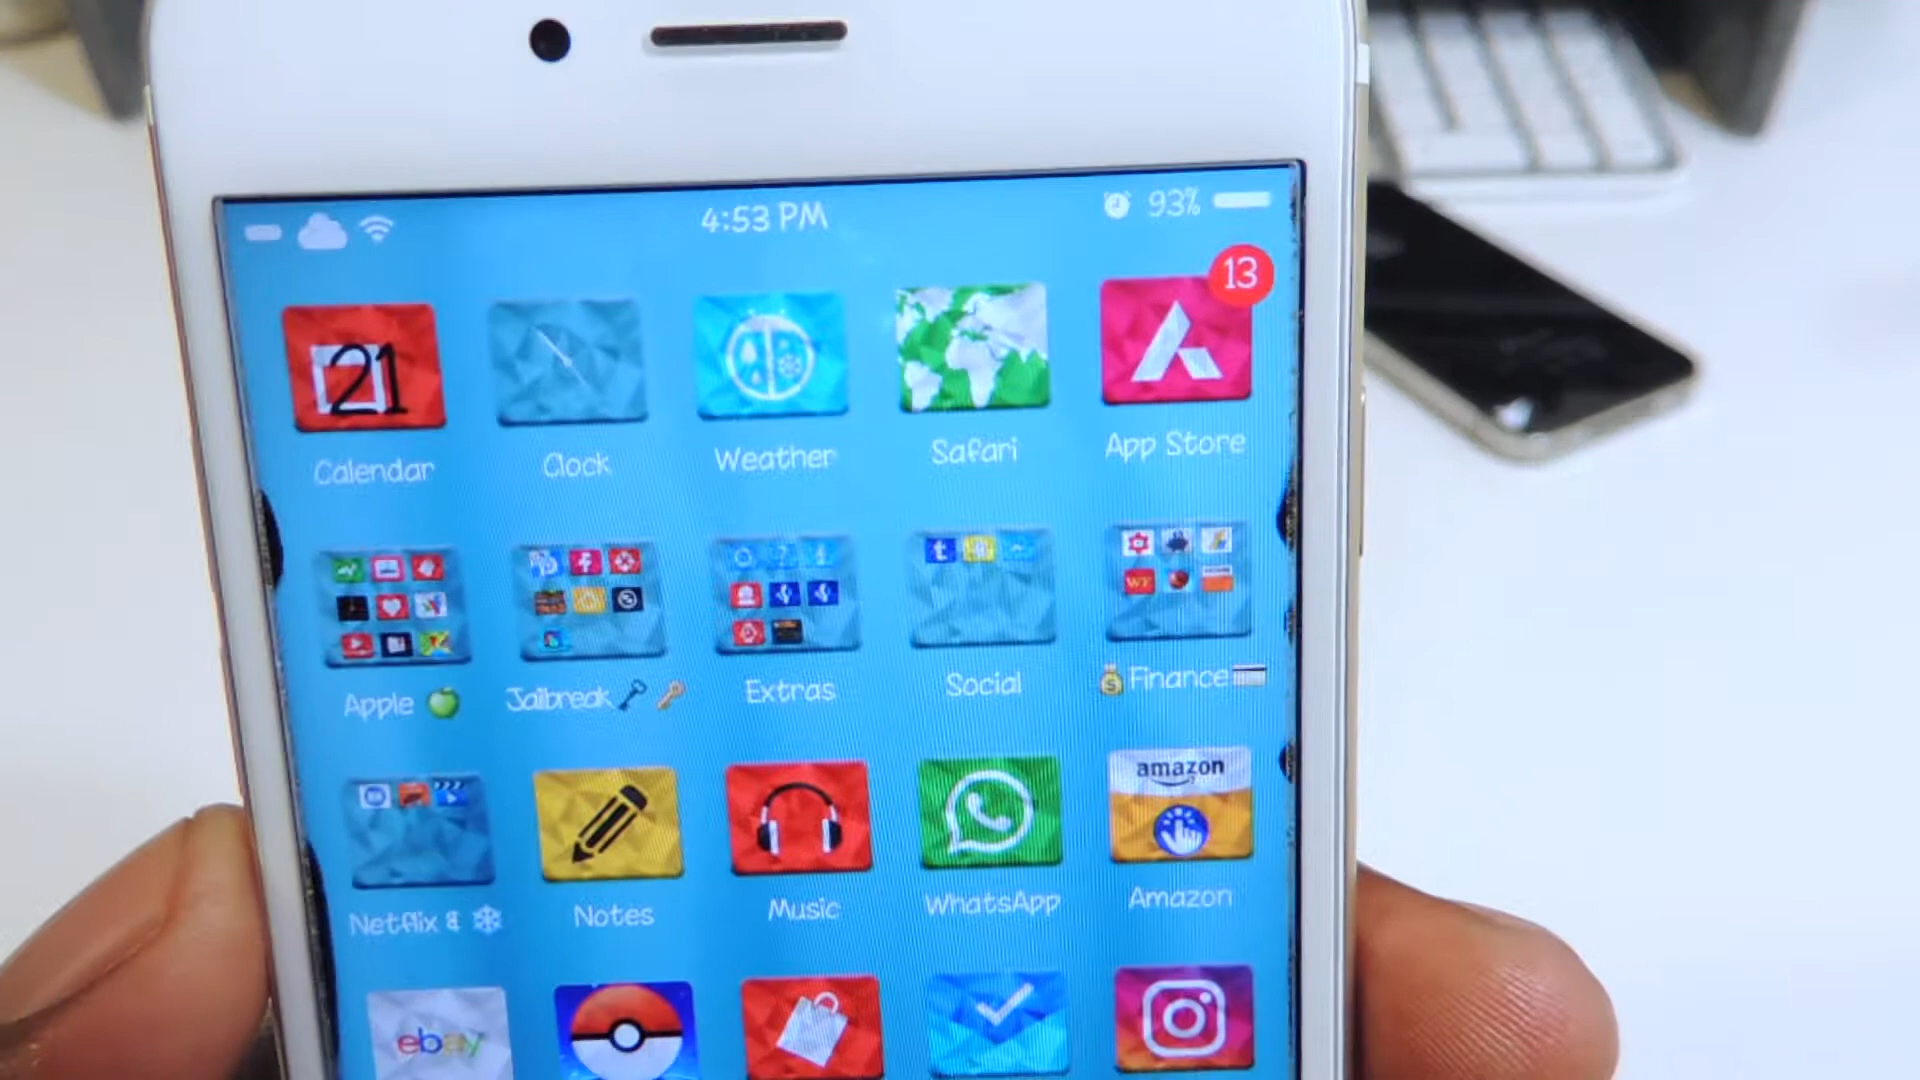 4:53 PM
93%
13
21
Calendar
Clock
Weather
Safari
App Store
t
WF
Apple
Jailbreak
Extras
Social
Finance
amazon
Netflix &
Notes
Music
WhatsApp
Amazon
ebay